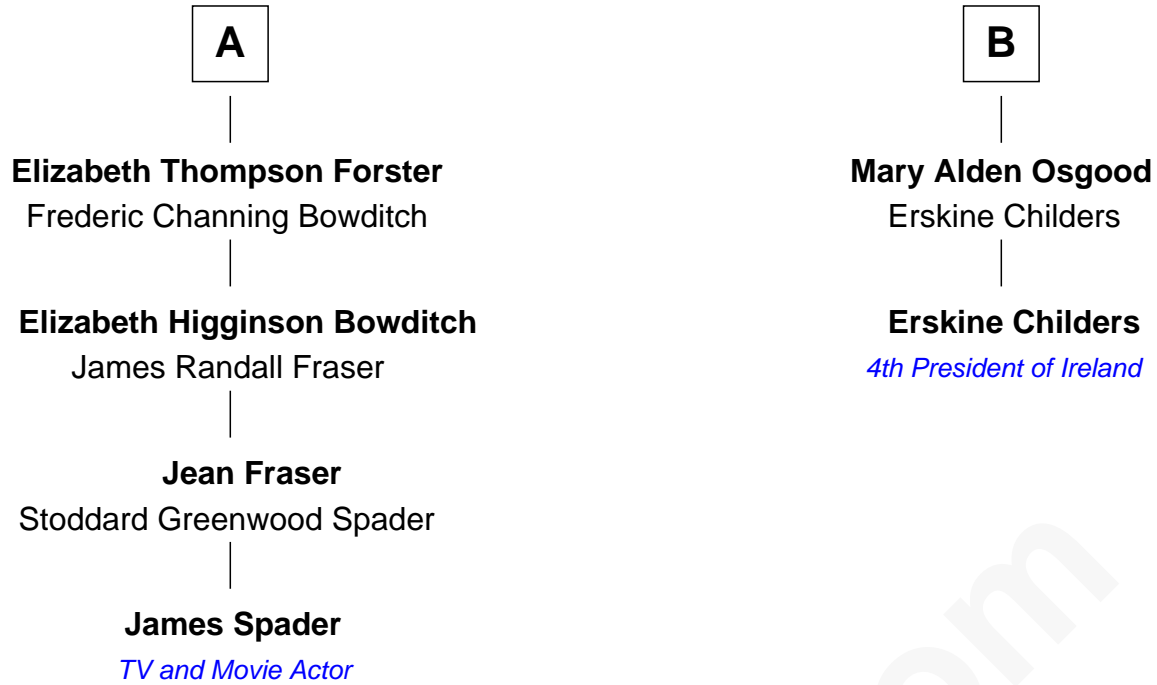 A
Elizabeth Thompson Forster
Frederic Channing Bowditch
Elizabeth Higginson Bowditch
James Randall Fraser
Jean Fraser
Stoddard Greenwood Spader
James Spader
TV and Movie Actor
B
Mary Alden Osgood
Erskine Childers
Erskine Childers
4th President of Ireland
om